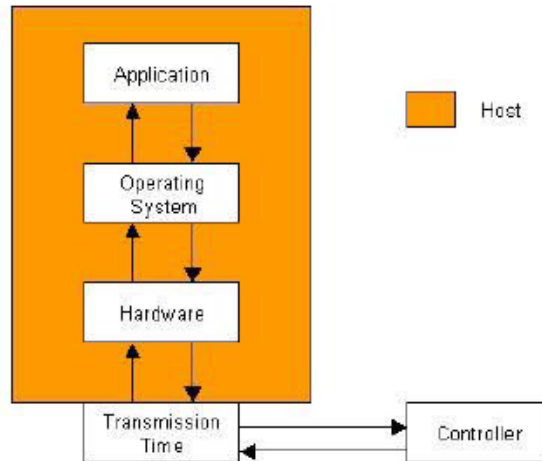 Application
Host
Operating
System
Hardware
Transmission
Time
Controller